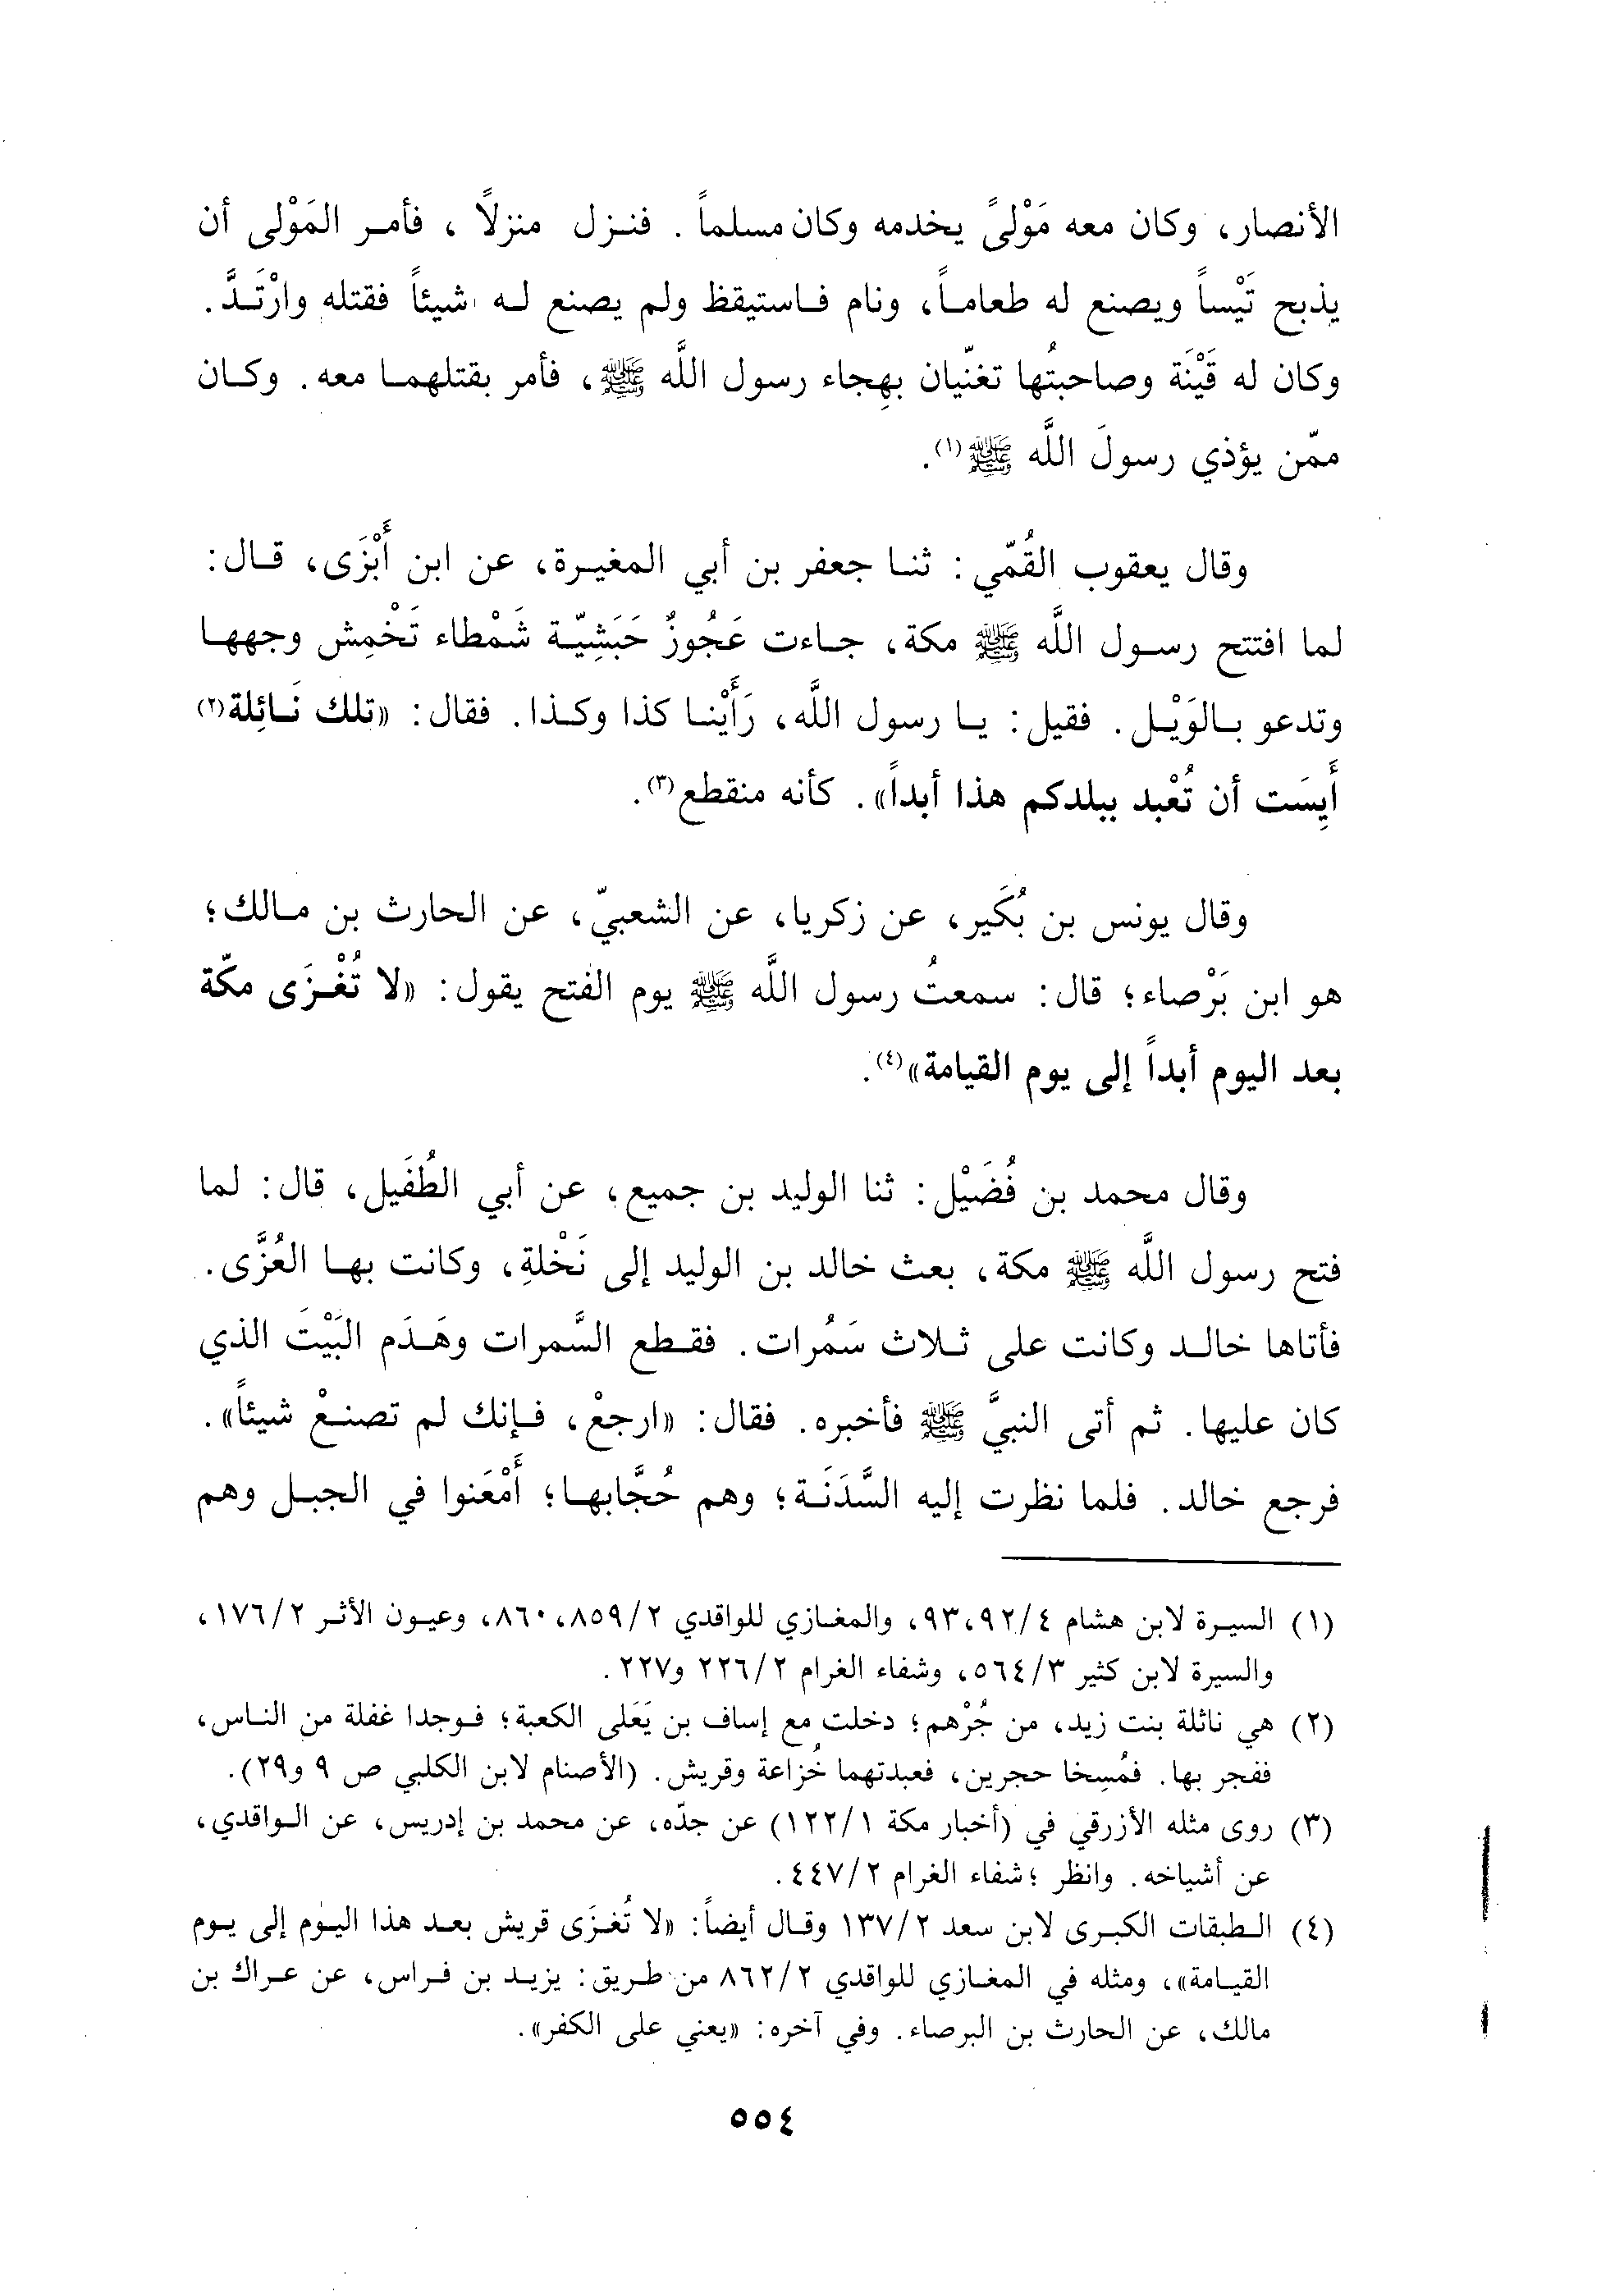 الأنصار، وكان معه مَوْلىً يخدمه وكان مسلماً. فنزل منزلاً، فأمر المَوْلى أن
يذبح تَيْساً ويصنع له طعاماً، ونام فاستيقظ ولم يصنع له شيئاً فقتله وارْتَدَّ.
وكان له قَيْنَة وصاحبتُها تغنّيان بهِجاء رسول اللَّه ﷺ، فأمر بقتلهما معه. وكان
ممّن يؤذي رسولَ اللَّه ﷺ(١).
وقال يعقوب القُمّي: ثنا جعفر بن أبي المغيرة، عن ابن أَبْزَى، قال:
لما افتتح رسول اللَّه ﷺ مكة، جاءت عَجُوزٌ حَبَشِيّة شَمْطاء تَخْمِش وجهها
وتدعو بالوَيْل. فقيل: يا رسول اللَّه، رَأَيْنا كذا وكذا. فقال: «تلك نَائِلة(٢)
أَيِسَت أن تُعْبد ببلدكم هذا أبداً». كأنه منقطع(٣).
وقال يونس بن بُكَير، عن زكريا، عن الشعبيّ، عن الحارث بن مالك؛
هو ابن بَرْصاء؛ قال: سمعتُ رسول اللَّه ﷺ يوم الفتح يقول: «لا تُغْزَى مكّة
بعد اليوم أبداً إلى يوم القيامة»(٤).
وقال محمد بن فُضَيْل: ثنا الوليد بن جميع، عن أبي الطُفَيل، قال: لما
فتح رسول اللَّه ﷺ مكة، بعث خالد بن الوليد إلى نَخْلةِ، وكانت بها العُزَّى.
فأتاها خالد وكانت على ثلاث سَمُرات. فقطع السَّمرات وهَدَم البَيْتَ الذي
كان عليها. ثم أتى النبيَّ ﷺ فأخبره. فقال: «ارجعْ، فإنك لم تصنعْ شيئاً».
فرجع خالد. فلما نظرت إليه السَّدَنَة؛ وهم حُجَّابها؛ أَمْعَنوا في الجبل وهم
(١) السيرة لابن هشام ٩٣،٩٢/٤، والمغازي للواقدي ٨٦٠،٨٥٩/٢، وعيون الأثر ١٧٦/٢،
والسيرة لابن كثير ٥٦٤/٣، وشفاء الغرام ٢٢٦/٢ و٢٢٧.
(٢) هي نائلة بنت زيد، من جُرْهم؛ دخلت مع إساف بن يَعَلى الكعبة؛ فوجدا غفلة من الناس،
ففجر بها. فمُسِخا حجرين، فعبدتهما خُزاعة وقريش. (الأصنام لابن الكلبي ص ٩ و٢٩).
(٣) روى مثله الأزرقي في (أخبار مكة ١٢٢/١) عن جدّه، عن محمد بن إدريس، عن الواقدي،
عن أشياخه. وانظر ؛شفاء الغرام ٤٤٧/٢.
(٤) الطبقات الكبرى لابن سعد ١٣٧/٢ وقال أيضاً: «لا تُغزَى قريش بعد هذا اليوم إلى يوم
القيامة»، ومثله في المغازي للواقدي ٨٦٢/٢ من طريق: يزيد بن فراس، عن عراك بن
مالك، عن الحارث بن البرصاء. وفي آخره: «يعني على الكفر».
٥٥٤